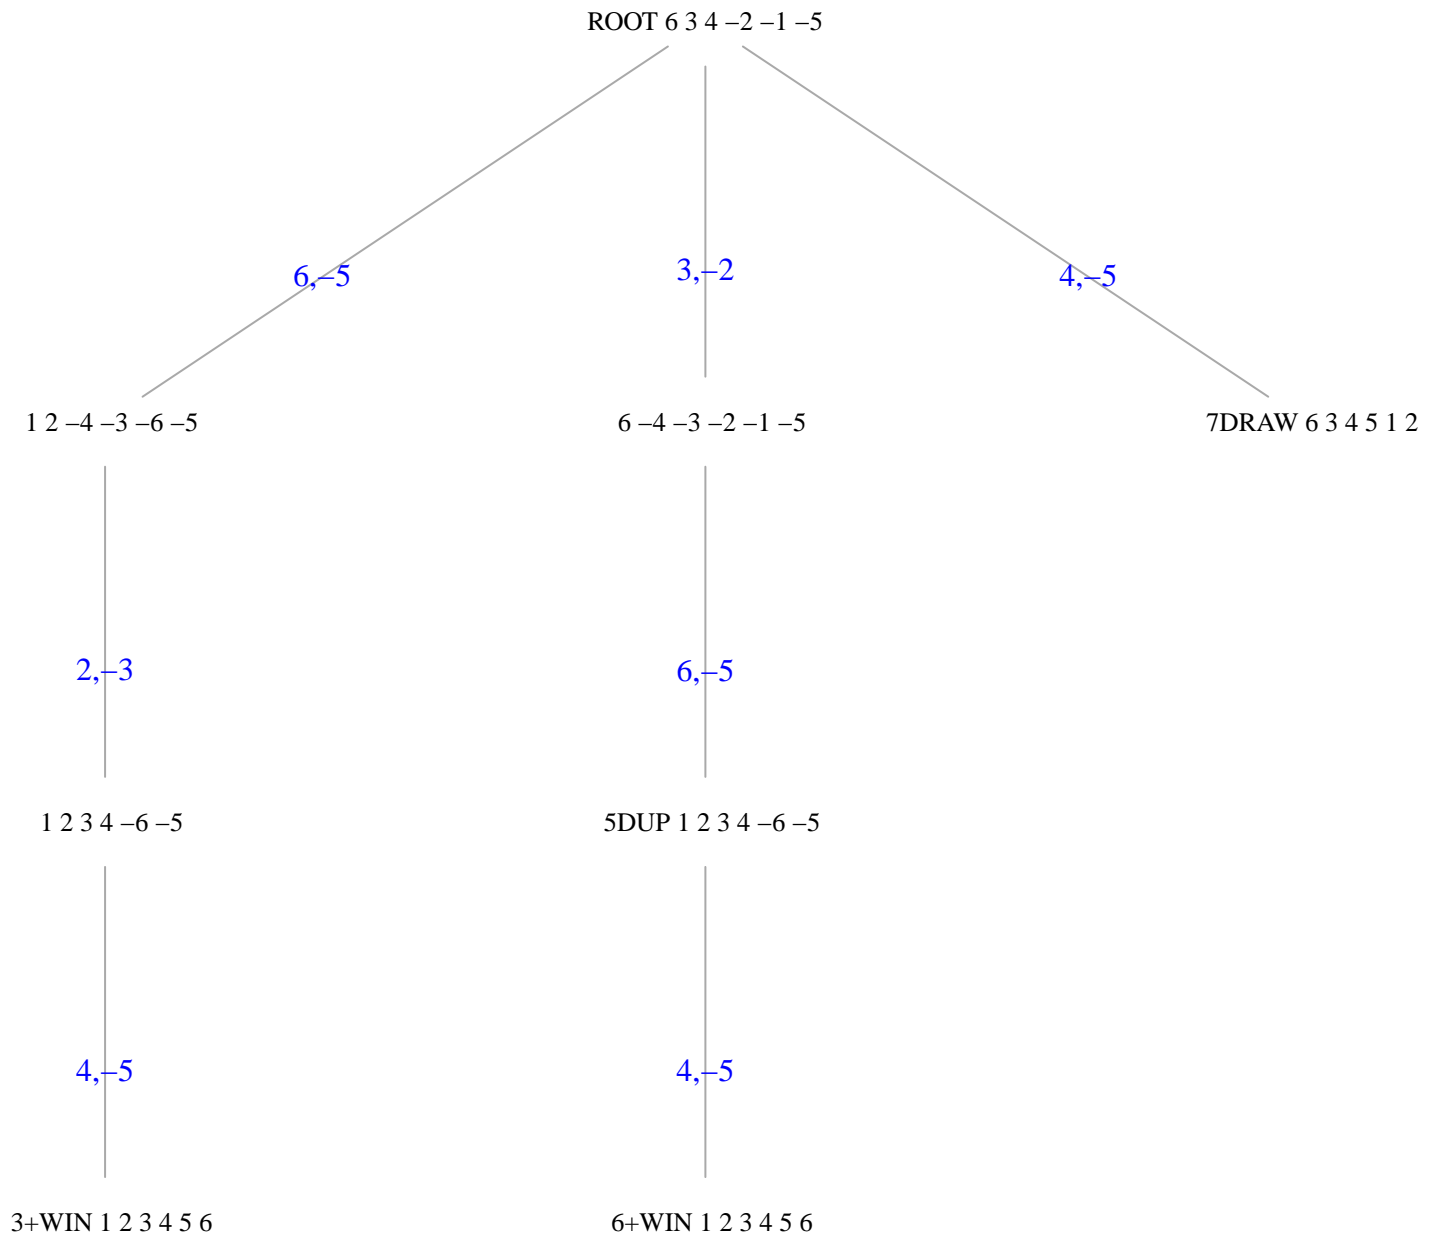 ROOT 6 3 4 –2 –1 –5
6,–5
3,–2
4,–5
1 2 –4 –3 –6 –5
6 –4 –3 –2 –1 –5
7DRAW 6 3 4 5 1 2
2,–3
6,–5
1 2 3 4 –6 –5
5DUP 1 2 3 4 –6 –5
4,–5
4,–5
3+WIN 1 2 3 4 5 6
6+WIN 1 2 3 4 5 6